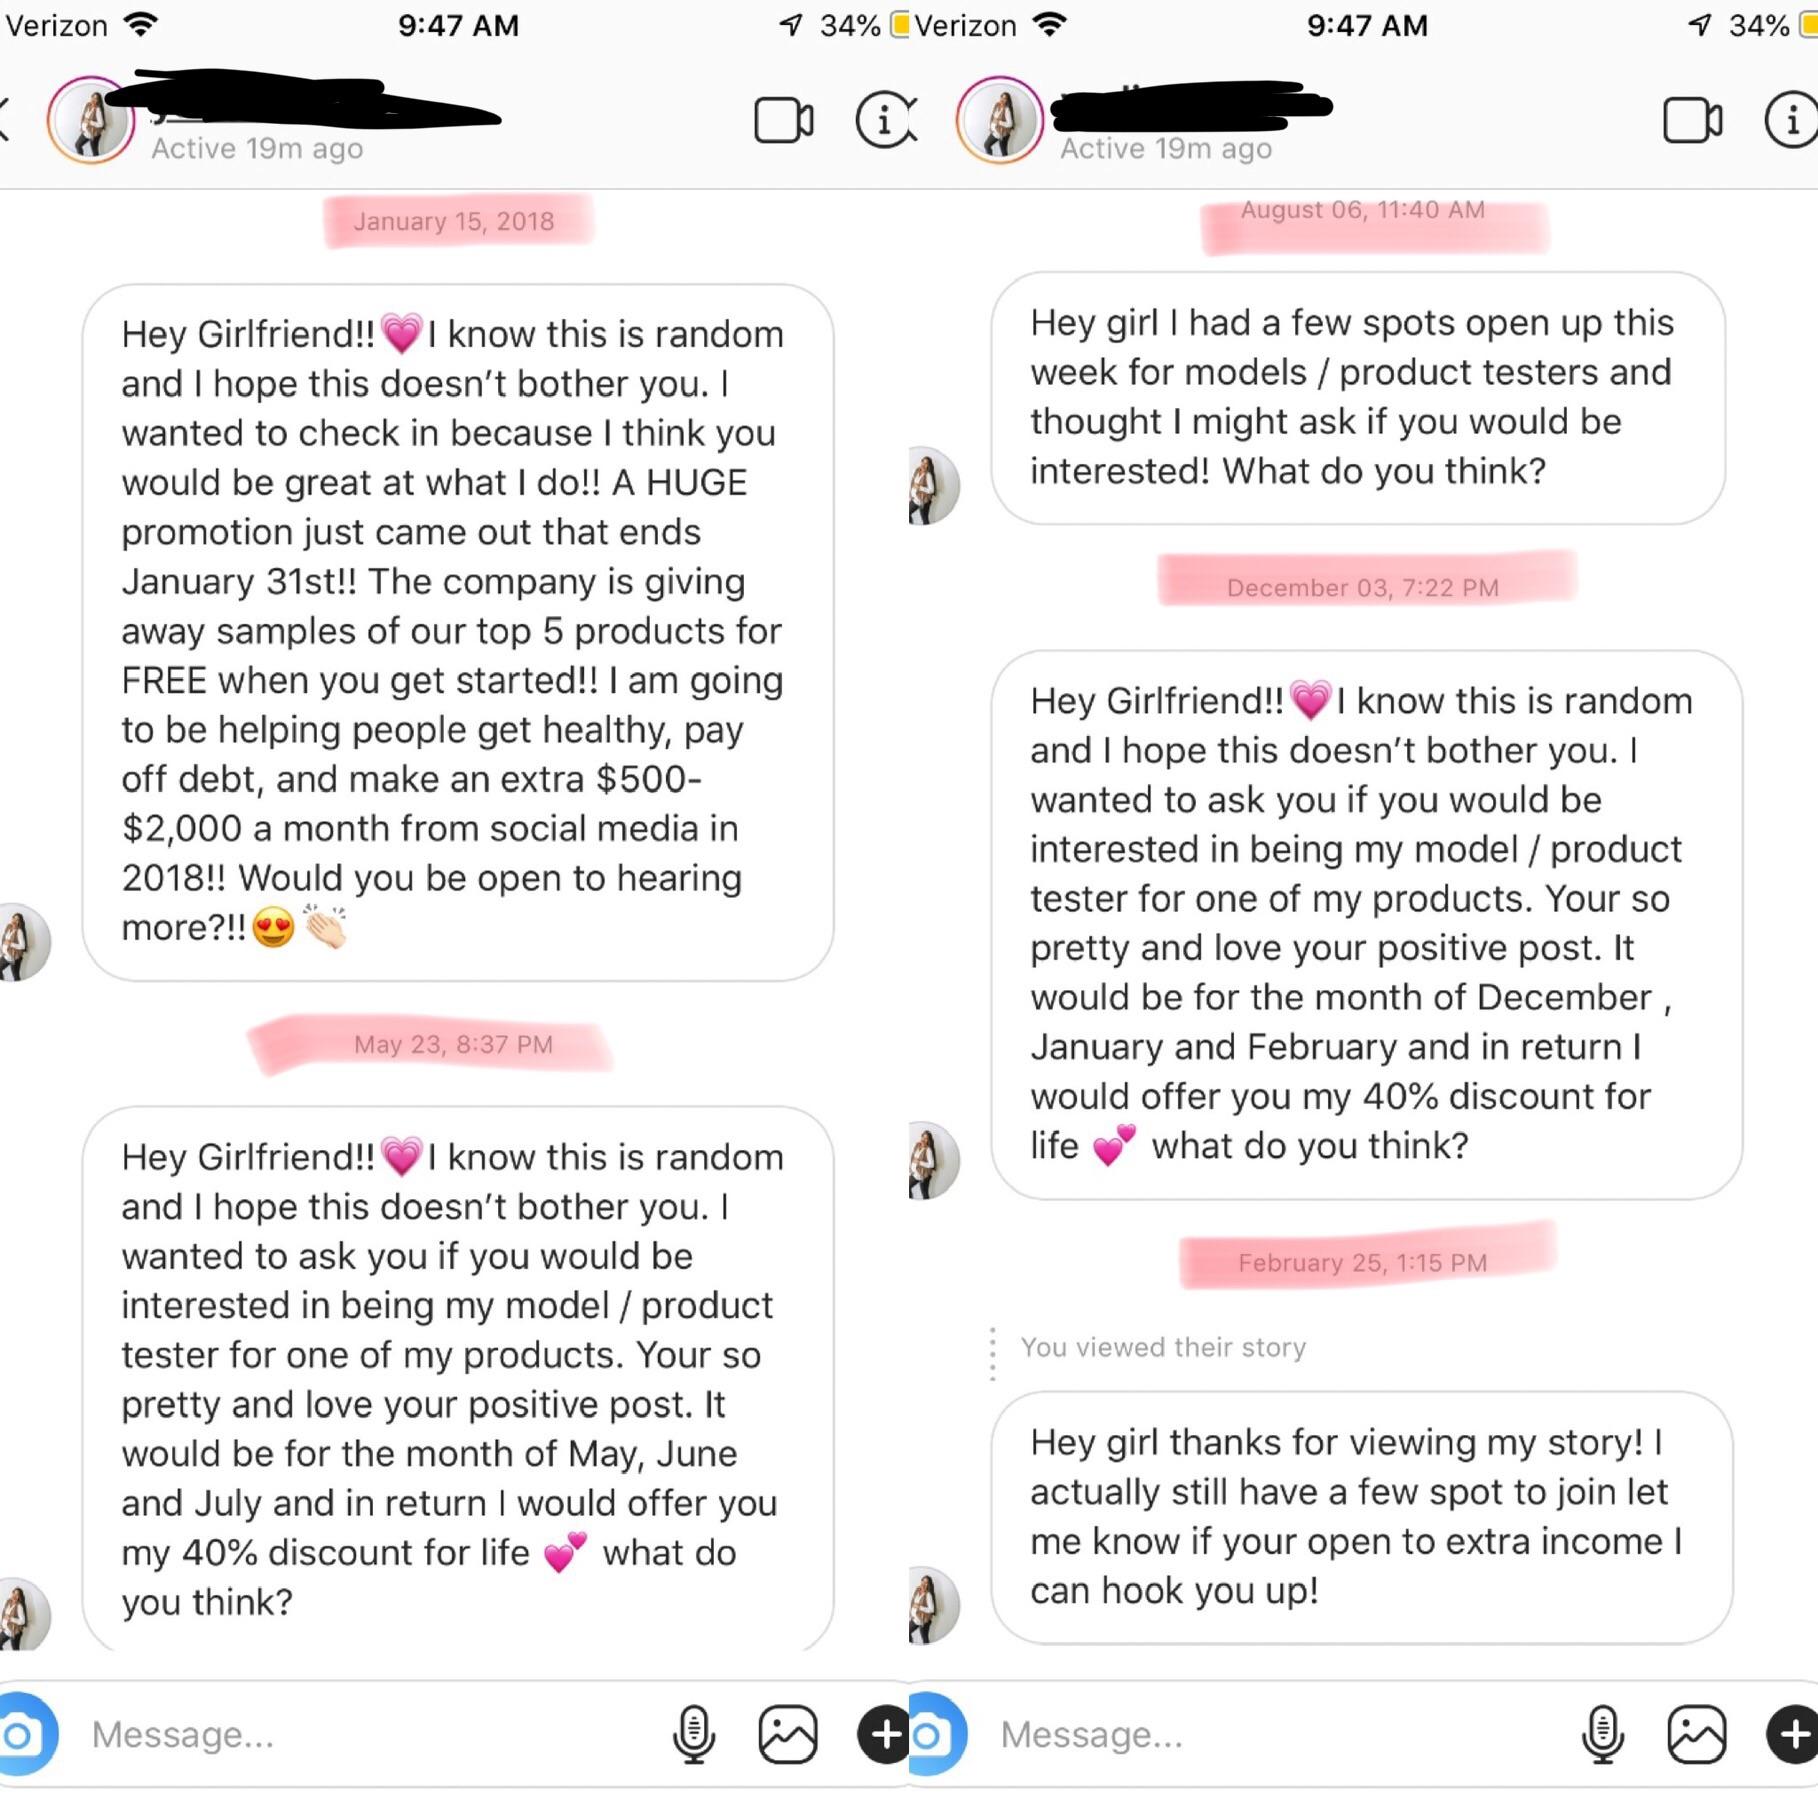 Verizon 9:47 AM 34%
Active 19m ago
January 15, 2018
Hey Girlfriend!!💗I know this is random
and I hope this doesn't bother you. I
wanted to check in because I think you
would be great at what I do!! A HUGE
promotion just came out that ends
January 31st!! The company is giving
away samples of our top 5 products for
FREE when you get started!! I am going
to be helping people get healthy, pay
off debt, and make an extra $500-
$2,000 a month from social media in
2018!! Would you be open to hearing
more?!!😍👏🏻
May 23, 8:37 PM
Hey Girlfriend!!💗I know this is random
and I hope this doesn't bother you. I
wanted to ask you if you would be
interested in being my model / product
tester for one of my products. Your so
pretty and love your positive post. It
would be for the month of May, June
and July and in return I would offer you
my 40% discount for life 💕 what do
you think?
Message...
Verizon 9:47 AM 34%
Active 19m ago
August 06, 11:40 AM
Hey girl I had a few spots open up this
week for models / product testers and
thought I might ask if you would be
interested! What do you think?
December 03, 7:22 PM
Hey Girlfriend!!💗I know this is random
and I hope this doesn't bother you. I
wanted to ask you if you would be
interested in being my model / product
tester for one of my products. Your so
pretty and love your positive post. It
would be for the month of December ,
January and February and in return I
would offer you my 40% discount for
life 💕 what do you think?
February 25, 1:15 PM
You viewed their story
Hey girl thanks for viewing my story! I
actually still have a few spot to join let
me know if your open to extra income I
can hook you up!
Message...